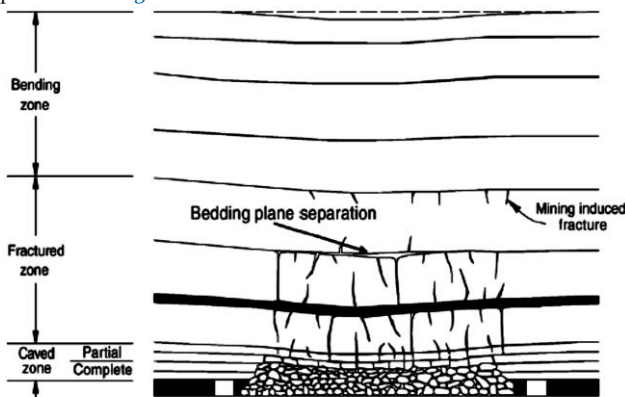 Bending
zone
Bedding plane separation
Mining induced
fracture
Fractured
zone
Caved
zone
Partial
Complete